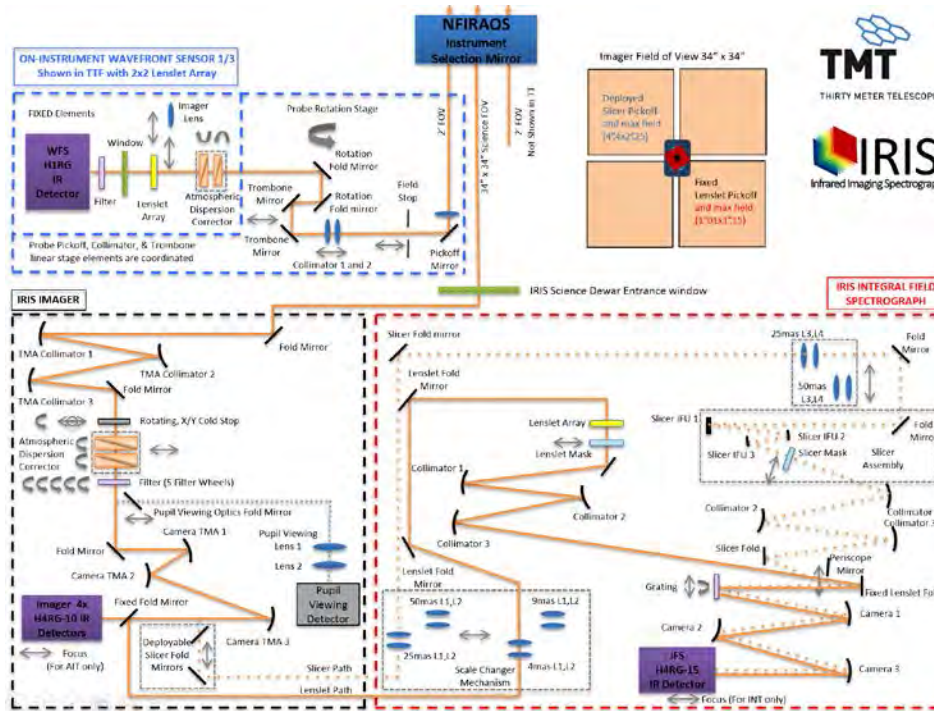 NFIRAOS
Instrument
Selection Mirror
ON-INSTRUMENT WAVEFRONT SENSOR 1/3
Shown in TTF with 2x2 Lenslet Array
FIXED Elements
Imager
Lens
Window
WFS
H1RG
IR
Detector
Filter
Lenslet
Array
Atmospheric
Dispersion
Corrector
Probe Rotation Stage
Rotation
Fold Mirror
Trombone
Mirror
Rotation
Fold mirror
Field
Stop
Trombone
Mirror
Collimator 1 and 2
Pickoff
Mirror
Probe Pickoff, Collimator, & Trombone
linear stage elements are coordinated
2' FOV
34" x 34" Science FOV
2' FOV
Not Shown in TT
Imager Field of View 34" x 34"
Deployed
Slicer Pickoff
and max field
Fixed
Lenslet Pickoff
and max field
TMT
THIRTY METER TELESCOPE
IRIS
Infrared Imaging Spectrograp
IRIS Science Dewar Entrance window
IRIS IMAGER
TMA Collimator 1
Fold Mirror
TMA Collimator 2
TMA Collimator 3
Fold Mirror
Rotating, X/Y Cold Stop
Atmospheric
Dispersion
Corrector
Filter (5 Filter Wheels)
Pupil Viewing Optics Fold Mirror
Camera TMA 1
Pupil Viewing
Lens 1
Lens 2
Fold Mirror
Camera TMA 2
Pupil
Viewing
Detector
Imager 4x
H4RG-10 IR
Detectors
Fixed Fold Mirror
Focus
(For AIT only)
Deployable
Slicer Fold
Mirrors
Camera TMA 3
Slicer Path
Lenslet Path
IRIS INTEGRAL FIELD
SPECTROGRAPH
Slicer Fold mirror
25mas L3,L4
Fold
Mirror
Lenslet Fold
Mirror
50mas
L3,L4
Lenslet Array
Lenslet Mask
Slicer IFU 1
Slicer IFU 2
Slicer IFU 3
Slicer Mask
Fold
Mirror
Slicer
Assembly
Collimator 1
Collimator 2
Collimator 3
Collimator 2
Collimator
Collimator 3
Slicer Fold
Periscope
Mirror
Lenslet Fold
Mirror
Grating
Fixed Lenslet Fol
50mas L1,L2
9mas L1,L2
25mas L1,L2
4mas L1,L2
Scale Changer
Mechanism
Camera 1
Camera 2
IFS
H4RG-15
IR Detector
Camera 3
Focus (For INT only)